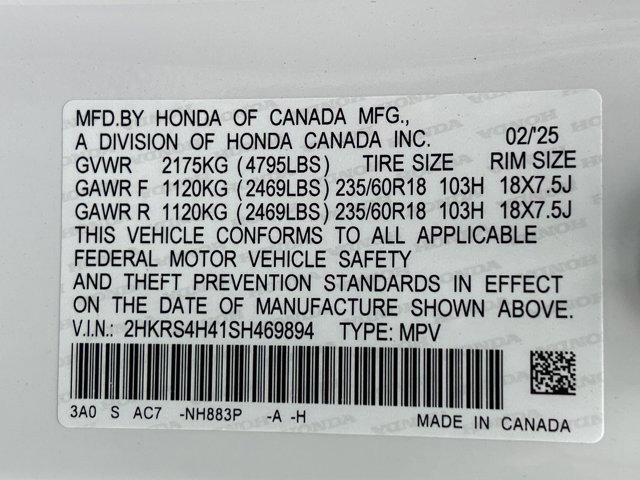 MFD.BY HONDA OF CANADA MFG.,
A DIVISION OF HONDA CANADA INC. 02/'25
GVWR 2175KG (4795LBS) TIRE SIZE RIM SIZE
GAWR F 1120KG (2469LBS) 235/60R18 103H 18X7.5J
GAWR R 1120KG (2469LBS) 235/60R18 103H 18X7.5J
THIS VEHICLE CONFORMS TO ALL APPLICABLE
FEDERAL MOTOR VEHICLE SAFETY
AND THEFT PREVENTION STANDARDS IN EFFECT
ON THE DATE OF MANUFACTURE SHOWN ABOVE.
V.I.N.: 2HKRS4H41SH469894 TYPE: MPV
3A0 S AC7 -NH883P -A -H MADE IN CANADA